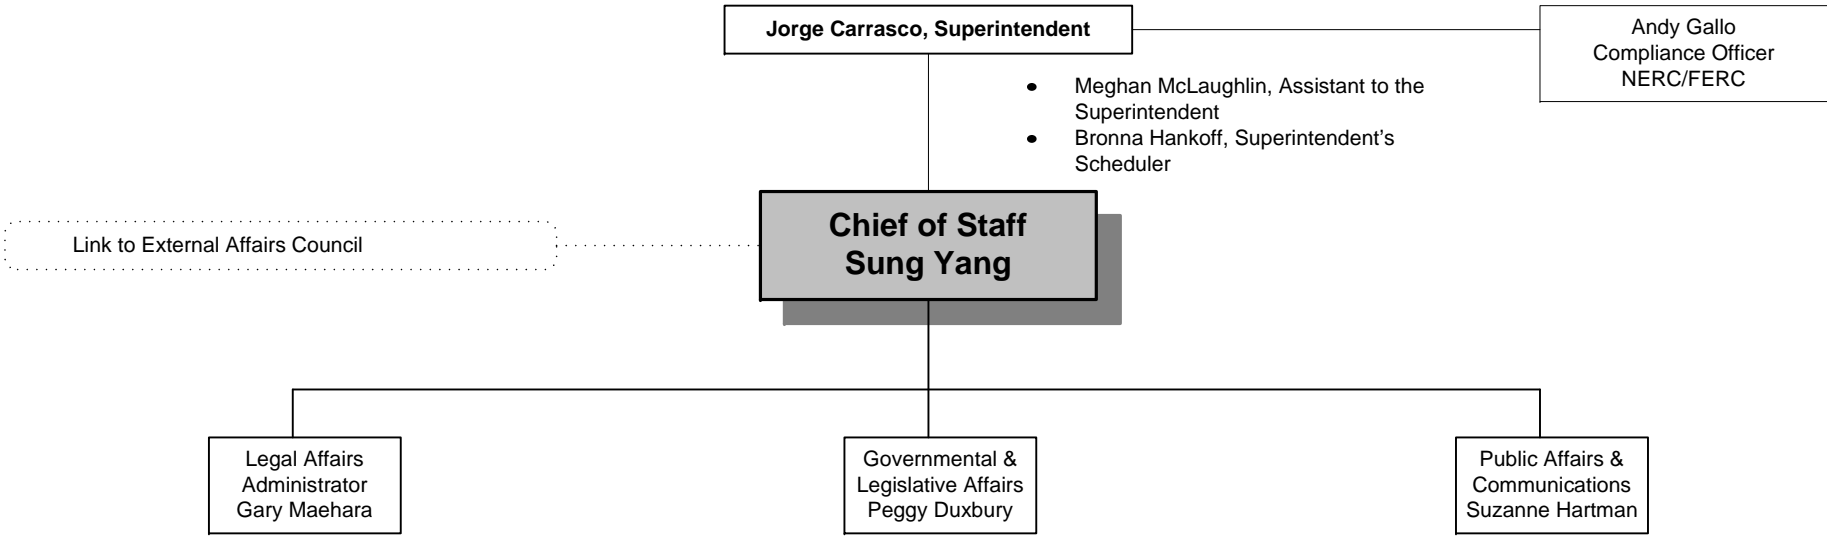 Jorge Carrasco, Superintendent
Andy Gallo
Compliance Officer
NERC/FERC
• Meghan McLaughlin, Assistant to the
Superintendent
• Bronna Hankoff, Superintendent's
Scheduler
Chief of Staff
Sung Yang
Link to External Affairs Council
Legal Affairs
Administrator
Gary Maehara
Governmental &
Legislative Affairs
Peggy Duxbury
Public Affairs &
Communications
Suzanne Hartman